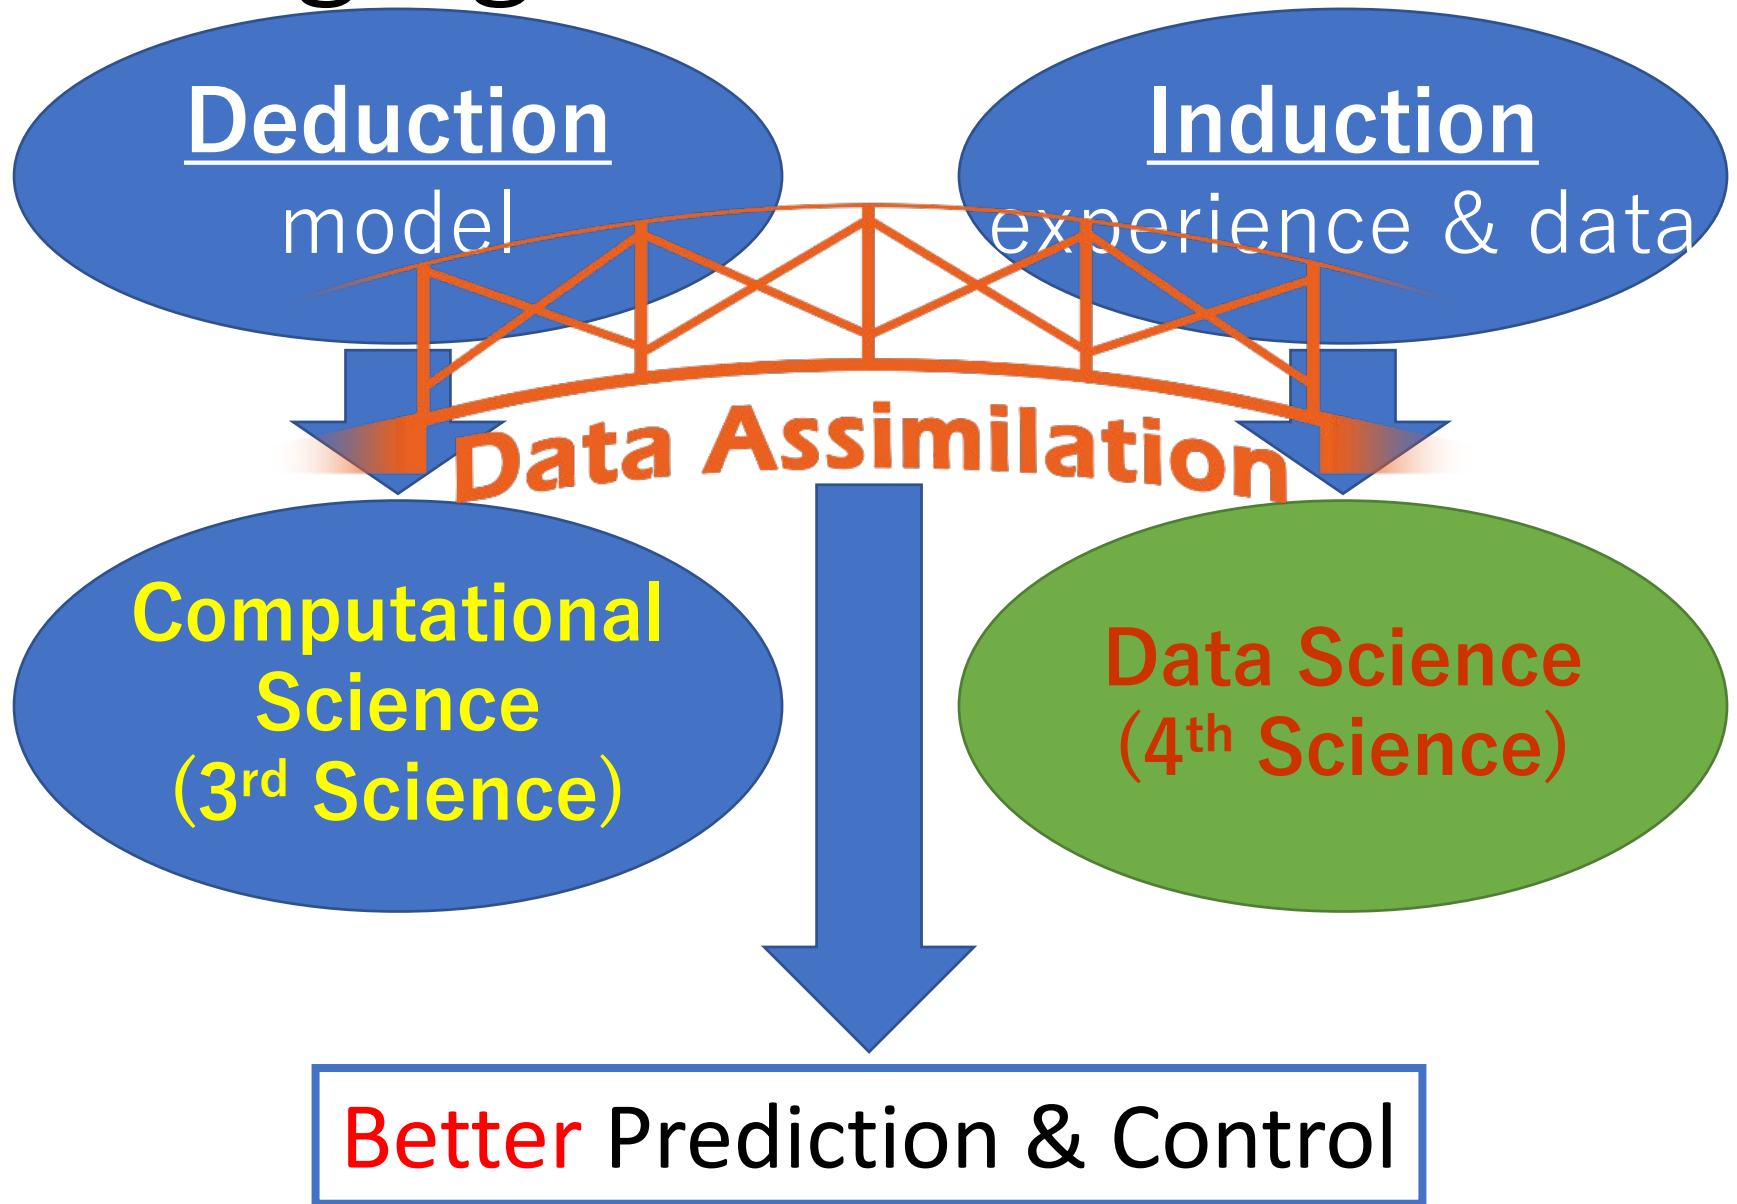 Deduction
model
Induction
experience & data
Data Assimilation
Computational
Science
(3rd Science)
Data Science
(4th Science)
Better Prediction & Control